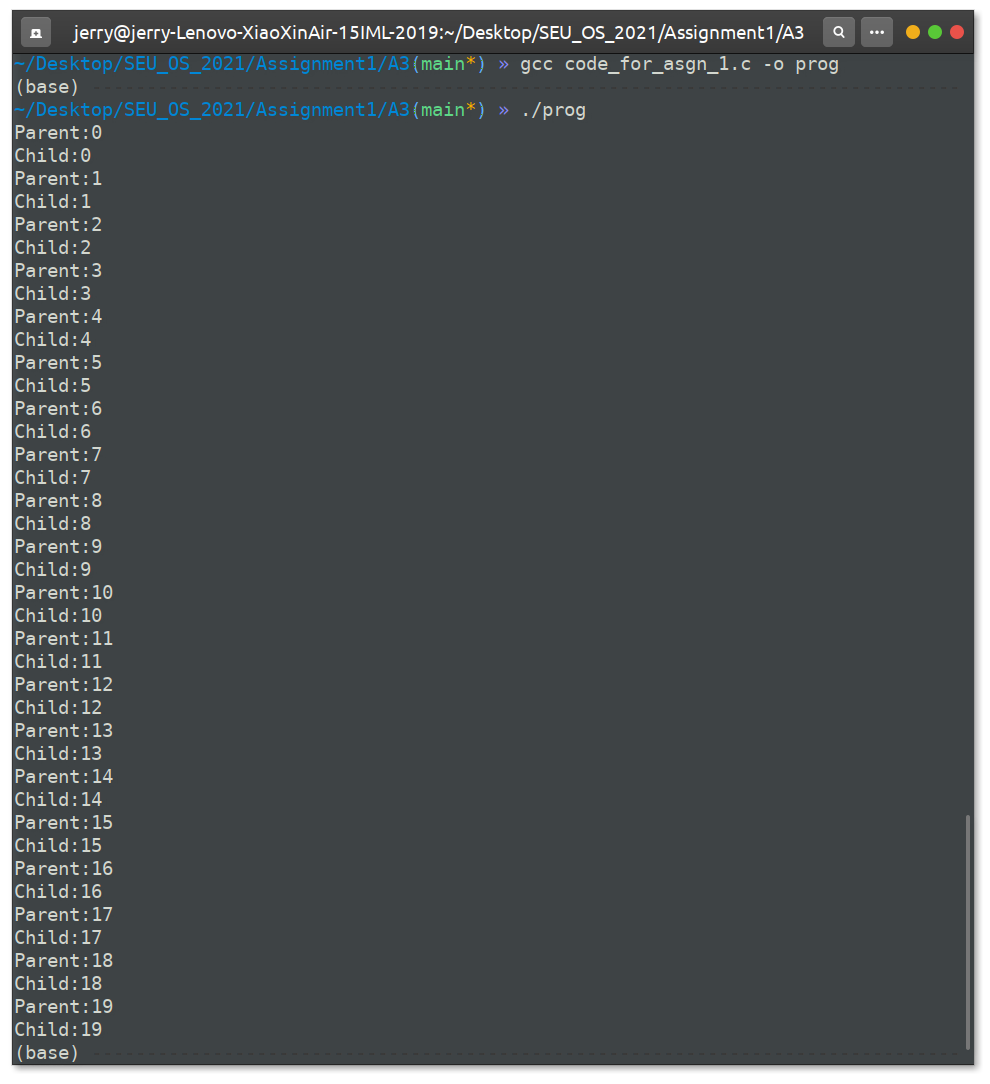 jerry@jerry-Lenovo-XiaoXinAir-15IML-2019:~/Desktop/SEU_OS_2021/Assignment1/A3
~/Desktop/SEU_OS_2021/Assignment1/A3(main*) » gcc code_for_asgn_1.c -o prog
(base)
~/Desktop/SEU_OS_2021/Assignment1/A3(main*) » ./prog
Parent:0
Child:0
Parent:1
Child:1
Parent:2
Child:2
Parent:3
Child:3
Parent:4
Child:4
Parent:5
Child:5
Parent:6
Child:6
Parent:7
Child:7
Parent:8
Child:8
Parent:9
Child:9
Parent:10
Child:10
Parent:11
Child:11
Parent:12
Child:12
Parent:13
Child:13
Parent:14
Child:14
Parent:15
Child:15
Parent:16
Child:16
Parent:17
Child:17
Parent:18
Child:18
Parent:19
Child:19
(base)